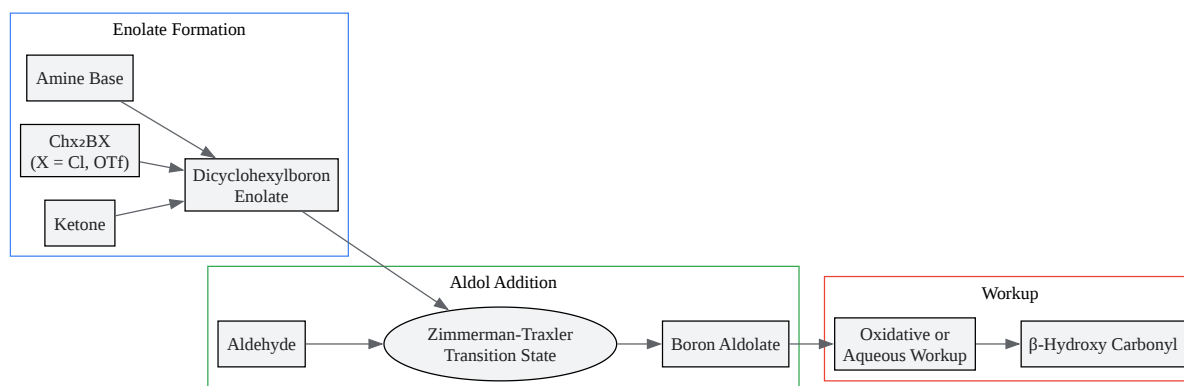 Enolate Formation
Amine Base
Chx₂BX
(X = Cl, OTf)
Dicyclohexylboron
Enolate
Ketone
Aldol Addition
Aldehyde
Zimmerman-Traxler
Transition State
Boron Aldolate
Workup
Oxidative or
Aqueous Workup
β-Hydroxy Carbonyl